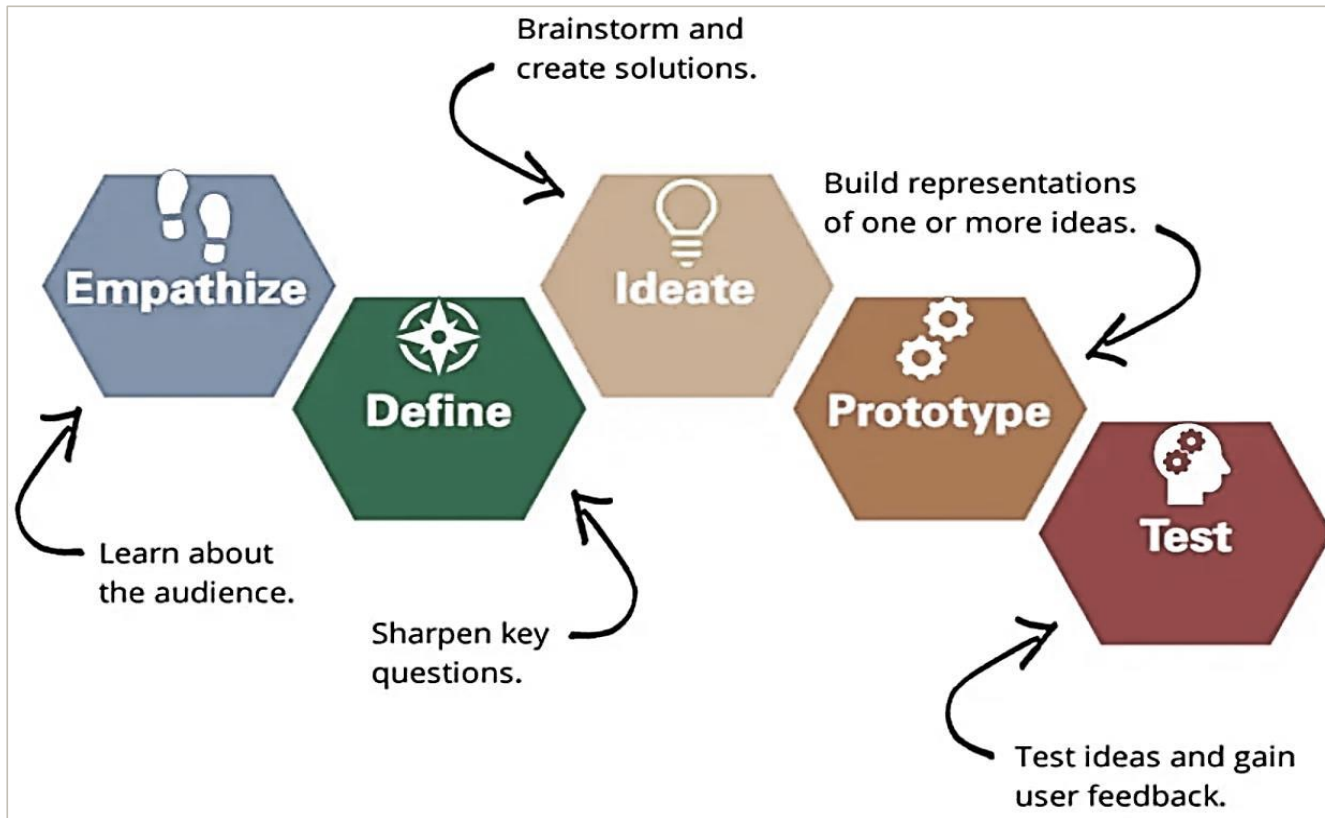 Brainstorm and
create solutions.
Build representations
of one or more ideas.
Empathize
Ideate
Define
Prototype
Test
Learn about
the audience.
Sharpen key
questions.
Test ideas and gain
user feedback.